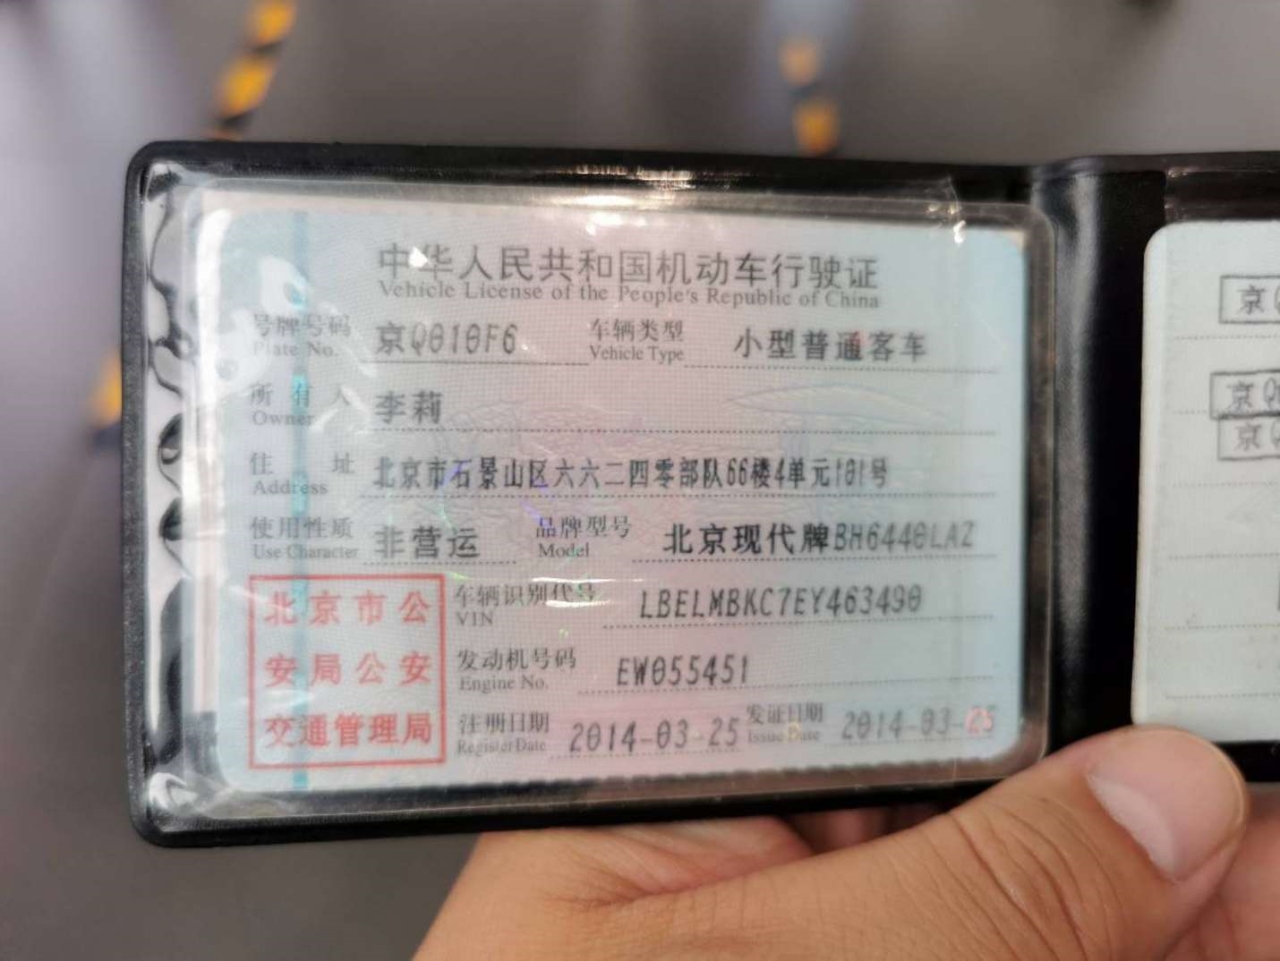 中华人民共和国机动车行驶证
Vehicle License of the People's Republic of China
号牌号码 京Q010F6 车辆类型 小型普通客车
Plate No. Vehicle Type
所有人 李莉
Owner
住址 北京市石景山区六六二四零部队66楼4单元101号
Address
使用性质 非营运 品牌型号 北京现代牌BH6440LAZ
Use Character Model
北京市公
安局公安
交通管理局
车辆识别代号 LBELMBKC7EY463490
VIN
发动机号码 EW055451
Engine No.
注册日期 2014-03-25 发证日期 2014-03-25
Register Date Issue Date
京
京Q
京